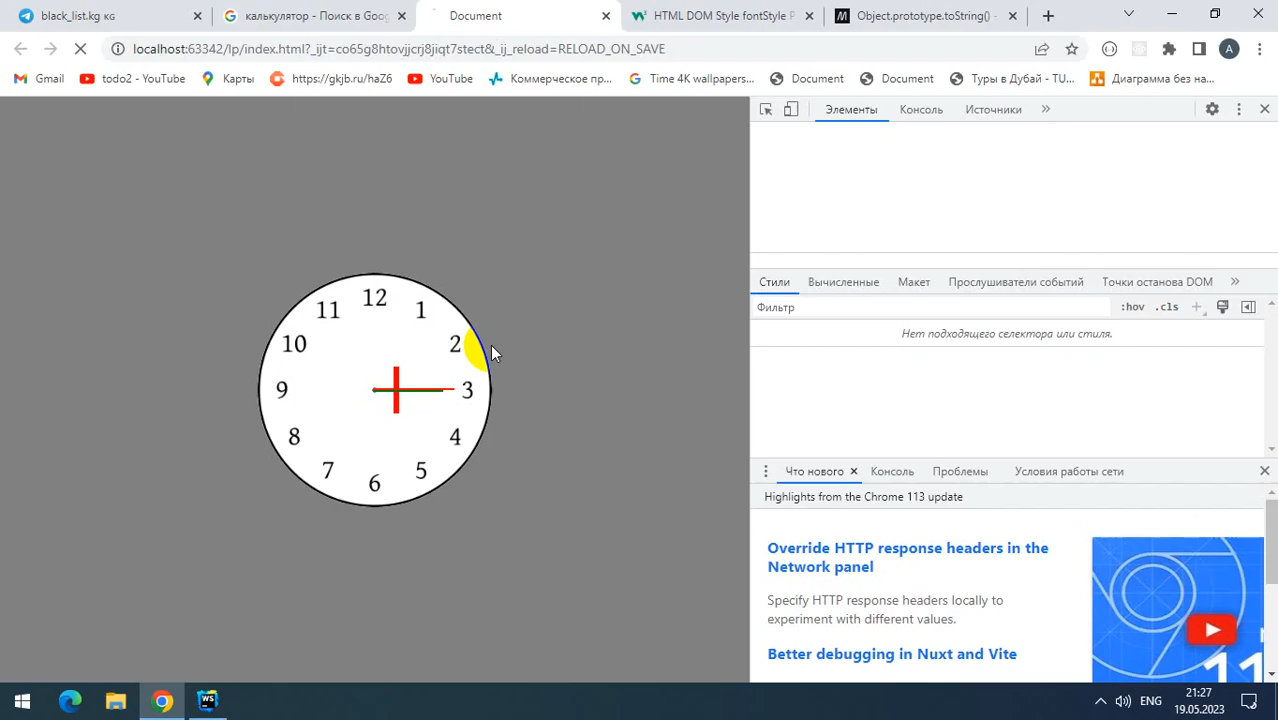 black_list.kg кg
калькулятор - Поиск в Goog
Document
HTML DOM Style fontStyle P
Object.prototype.toString() -
localhost:63342/lp/index.html?_ijt=co65g8htovjjcrj8jiqt7stect&_ij_reload=RELOAD_ON_SAVE
A
Gmail
todo2 - YouTube
Карты
https://gkjb.ru/haZ6
YouTube
Коммерческое пр...
Time 4K wallpapers...
Document
Document
Туры в Дубай - TU...
Диаграмма без на...
Элементы
Консоль
Источники
Стили
Вычисленные
Макет
Прослушиватели событий
Точки останова DOM
Фильтр
:hov
.cls
Нет подходящего селектора или стиля.
12
11
1
10
2
9
3
8
4
7
5
6
Что нового
Консоль
Проблемы
Условия работы сети
Highlights from the Chrome 113 update
Override HTTP response headers in the
Network panel
Specify HTTP response headers locally to
experiment with different values.
Better debugging in Nuxt and Vite
11
WS
ENG
21:27
19.05.2023